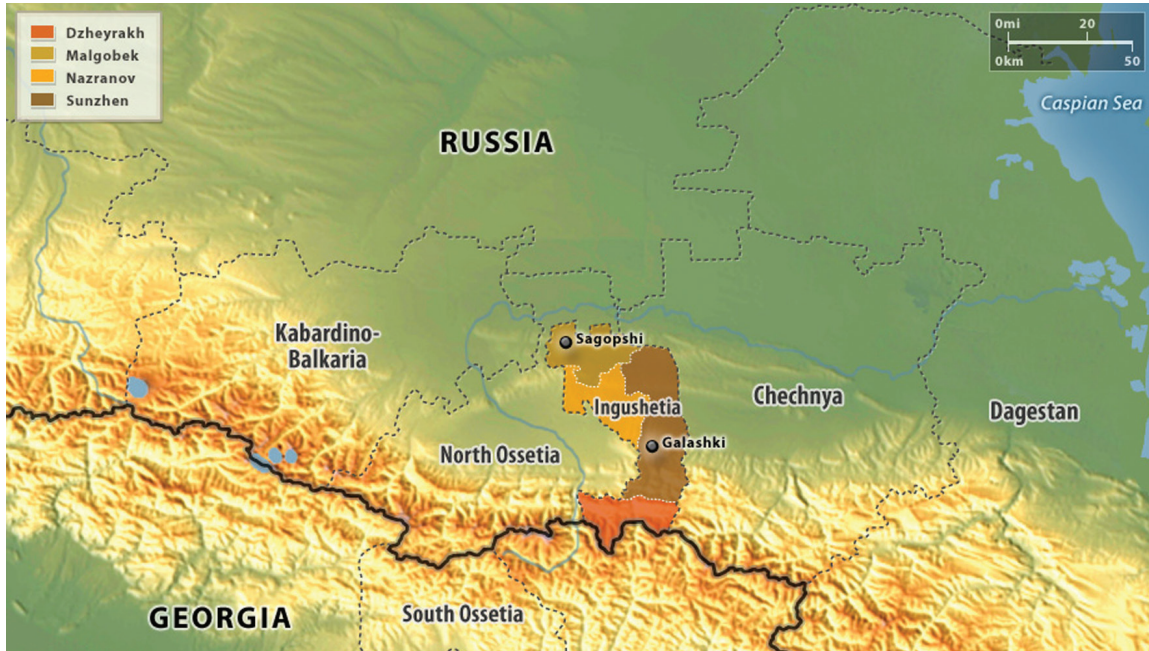 Dzheyrakh
Malgobek
Nazranov
Sunzhen
0mi 20
0km 50
Caspian Sea
RUSSIA
Kabardino-
Balkaria
Sagopshi
Ingushetia
Chechnya
Dagestan
North Ossetia
Galashki
GEORGIA
South Ossetia